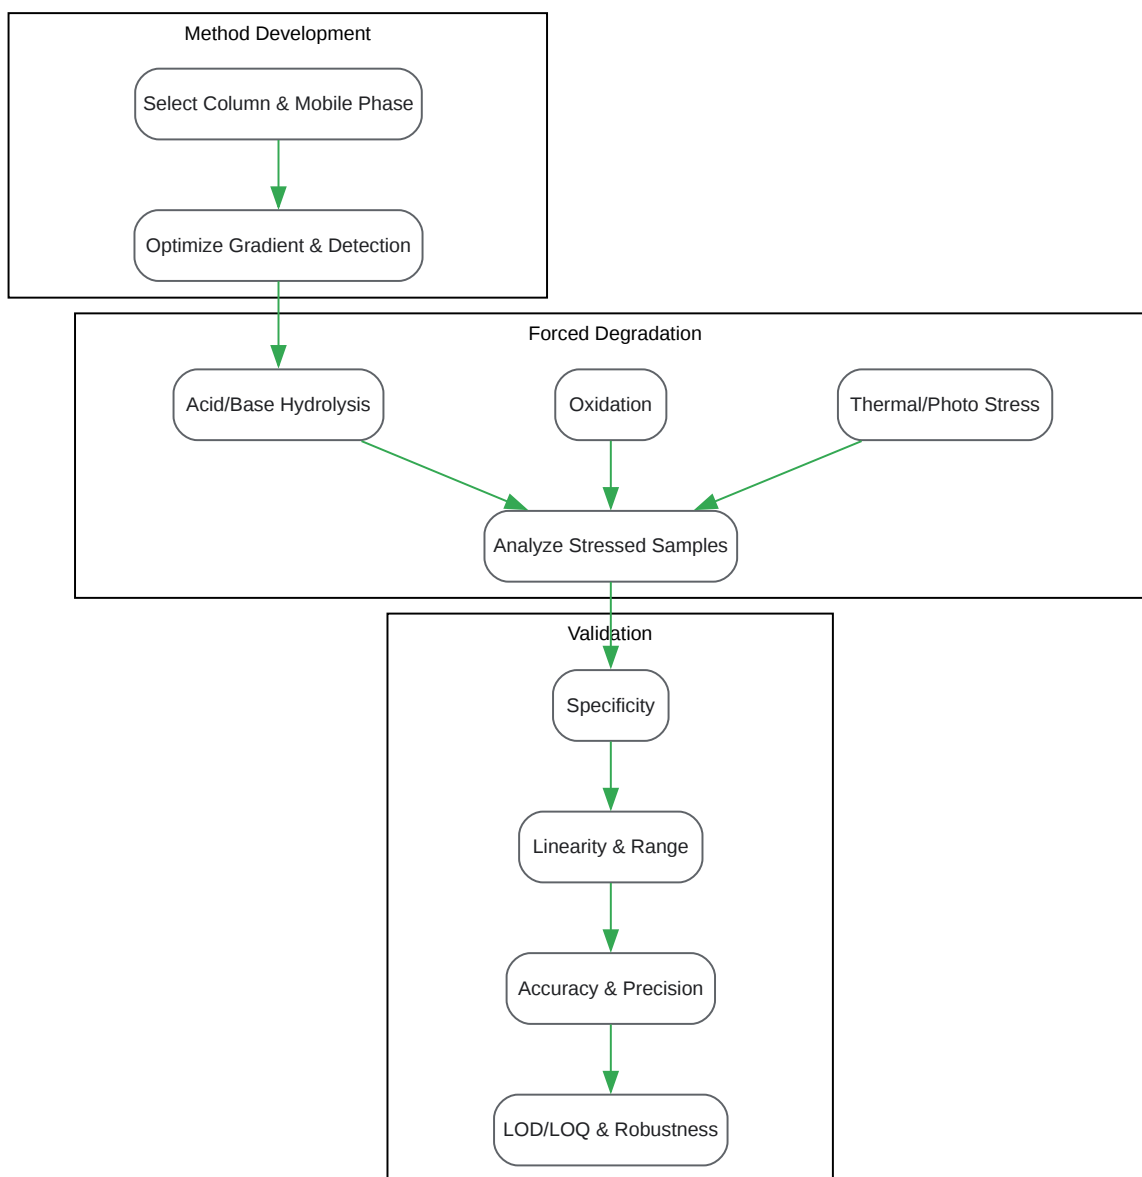 Method Development
Select Column & Mobile Phase
Optimize Gradient & Detection
Forced Degradation
Acid/Base Hydrolysis
Oxidation
Thermal/Photo Stress
Analyze Stressed Samples
Validation
Specificity
Linearity & Range
Accuracy & Precision
LOD/LOQ & Robustness